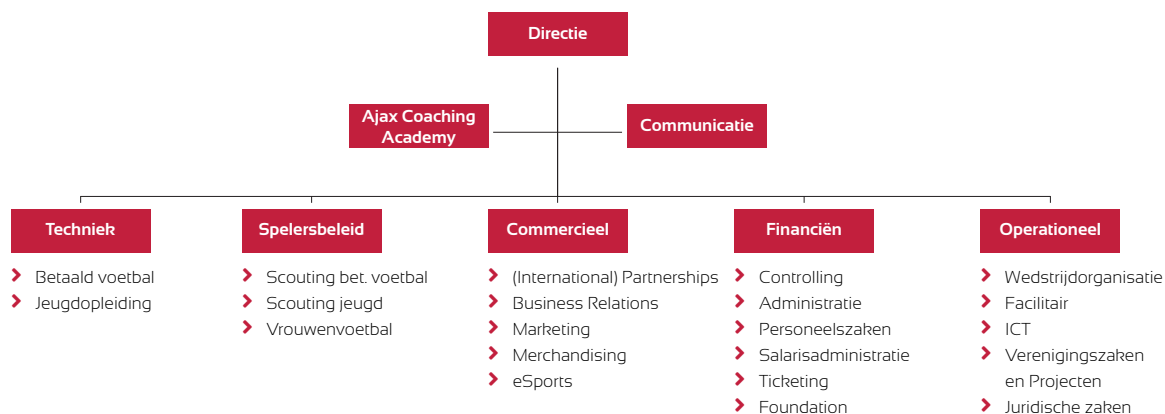 Directie
Ajax Coaching
Academy
Communicatie
Techniek
Betaald voetbal
Jeugdopleiding
Spelersbeleid
Scouting bet. voetbal
Scouting jeugd
Vrouwenvoetbal
Commercieel
(International) Partnerships
Business Relations
Marketing
Merchandising
eSports
Financiën
Controlling
Administratie
Personeelszaken
Salarisadministratie
Ticketing
Foundation
Operationeel
Wedstrijdorganisatie
Facilitair
ICT
Verenigingszaken
en Projecten
Juridische zaken